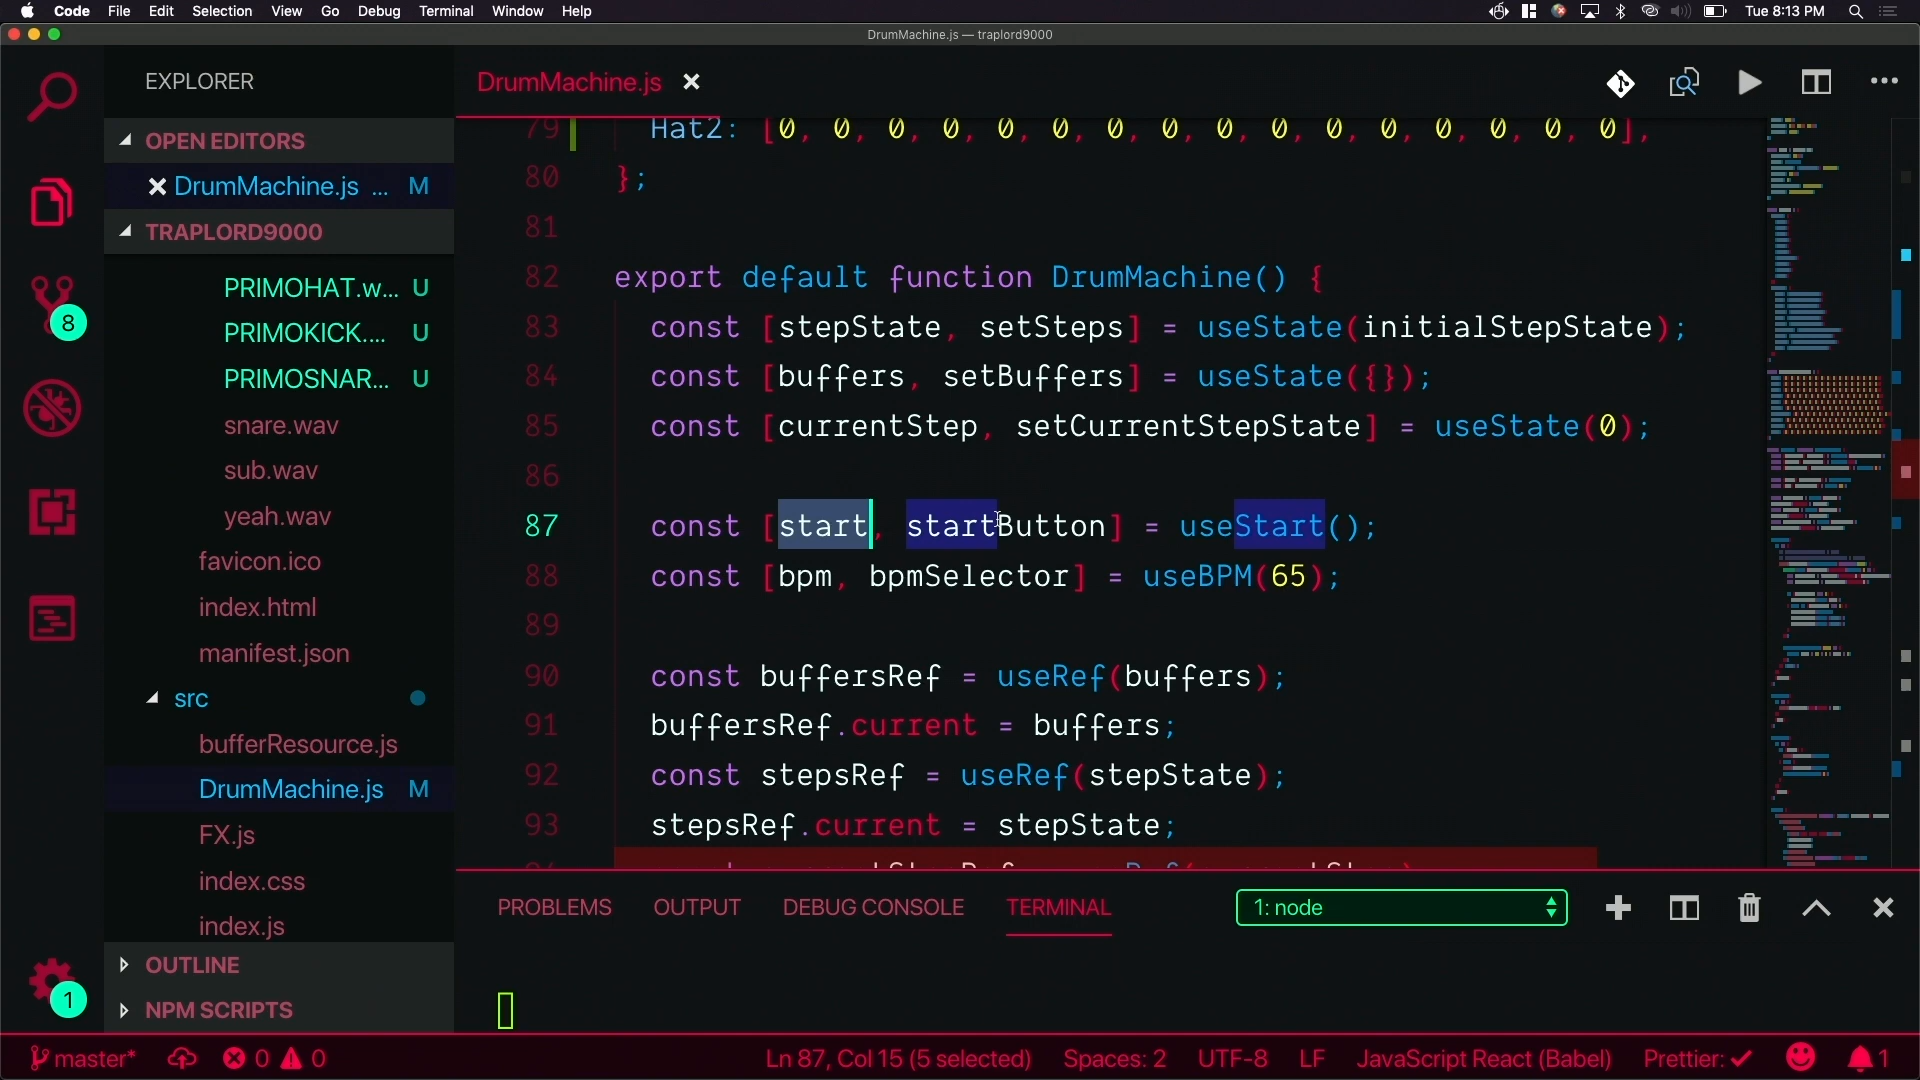 Code File Edit Selection View Go Debug Terminal Window Help Tue 8:13 PM
DrumMachine.js — traplord9000
EXPLORER
DrumMachine.js
OPEN EDITORS
DrumMachine.js ... M
TRAPLORD9000
PRIMOHAT.w... U
PRIMOKICK.... U
PRIMOSNAR... U
snare.wav
sub.wav
yeah.wav
favicon.ico
index.html
manifest.json
src
bufferResource.js
DrumMachine.js M
FX.js
index.css
index.js
OUTLINE
NPM SCRIPTS
8
1
79 Hat2: [0, 0, 0, 0, 0, 0, 0, 0, 0, 0, 0, 0, 0, 0, 0, 0],
80 };
81
82 export default function DrumMachine() {
83 const [stepState, setSteps] = useState(initialStepState);
84 const [buffers, setBuffers] = useState({});
85 const [currentStep, setCurrentStepState] = useState(0);
86
87 const [start, startButton] = useStart();
88 const [bpm, bpmSelector] = useBPM(65);
89
90 const buffersRef = useRef(buffers);
91 buffersRef.current = buffers;
92 const stepsRef = useRef(stepState);
93 stepsRef.current = stepState;
PROBLEMS OUTPUT DEBUG CONSOLE TERMINAL 1: node
master* 0 0 Ln 87, Col 15 (5 selected) Spaces: 2 UTF-8 LF JavaScript React (Babel) Prettier: ✓ 1